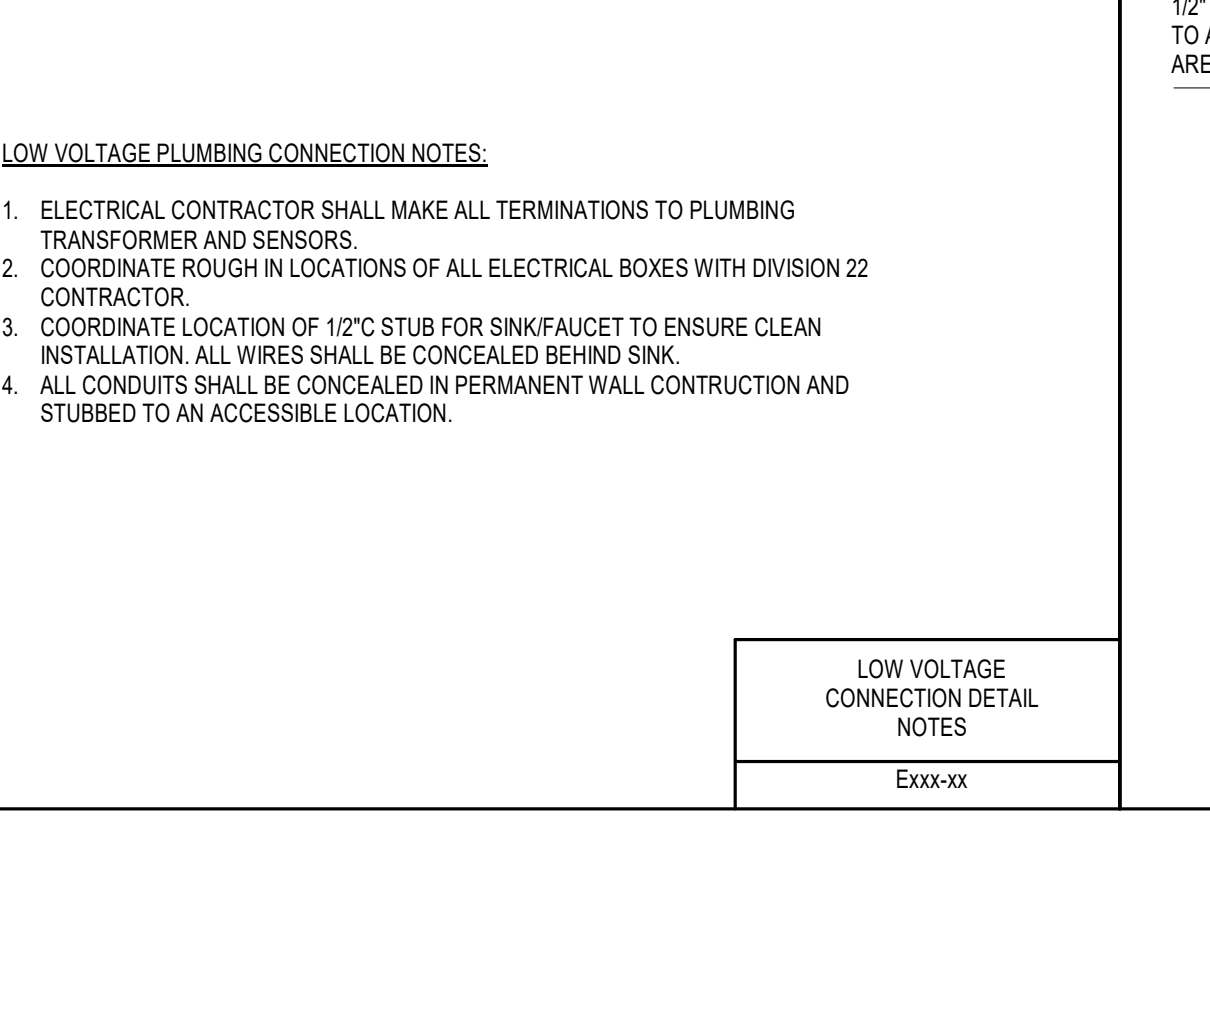 1/2"
TO
LOW VOLTAGE PLUMBING CONNECTION NOTES:
1. ELECTRICAL CONTRACTOR SHALL MAKE ALL TERMINATIONS TO PLUMBING
TRANSFORMER AND SENSORS.
2. COORDINATE ROUGH IN LOCATIONS OF ALL ELECTRICAL BOXES WITH DIVISION 22
CONTRACTOR.
3. COORDINATE LOCATION OF 1/2"C STUB FOR SINK/FAUCET TO ENSURE CLEAN
INSTALLATION. ALL WIRES SHALL BE CONCEALED BEHIND SINK.
4. ALL CONDUITS SHALL BE CONCEALED IN PERMANENT WALL CONTRUCTION AND
STUBBED TO AN ACCESSIBLE LOCATION.
LOW VOLTAGE
CONNECTION DETAIL
NOTES
Exxx-xx